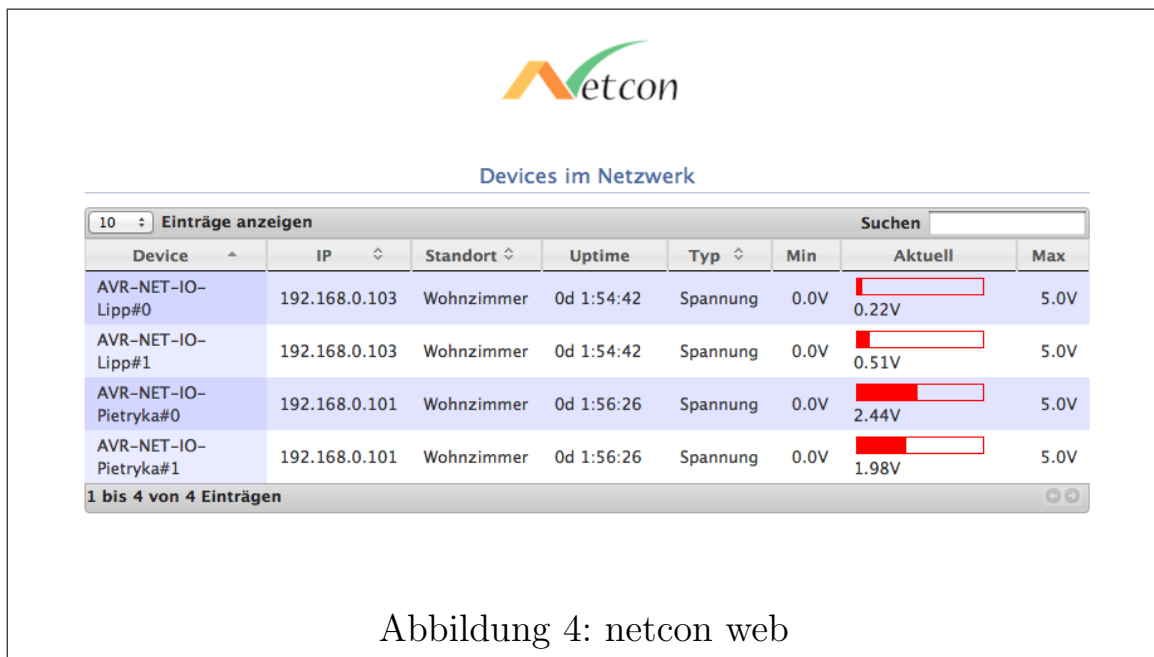 Netcon
Devices im Netzwerk
10 Einträge anzeigen Suchen
Device IP Standort Uptime Typ Min Aktuell Max
AVR-NET-IO-
Lipp#0 192.168.0.103 Wohnzimmer 0d 1:54:42 Spannung 0.0V 0.22V 5.0V
AVR-NET-IO-
Lipp#1 192.168.0.103 Wohnzimmer 0d 1:54:42 Spannung 0.0V 0.51V 5.0V
AVR-NET-IO-
Pietryka#0 192.168.0.101 Wohnzimmer 0d 1:56:26 Spannung 0.0V 2.44V 5.0V
AVR-NET-IO-
Pietryka#1 192.168.0.101 Wohnzimmer 0d 1:56:26 Spannung 0.0V 1.98V 5.0V
1 bis 4 von 4 Einträgen
Abbildung 4: netcon web